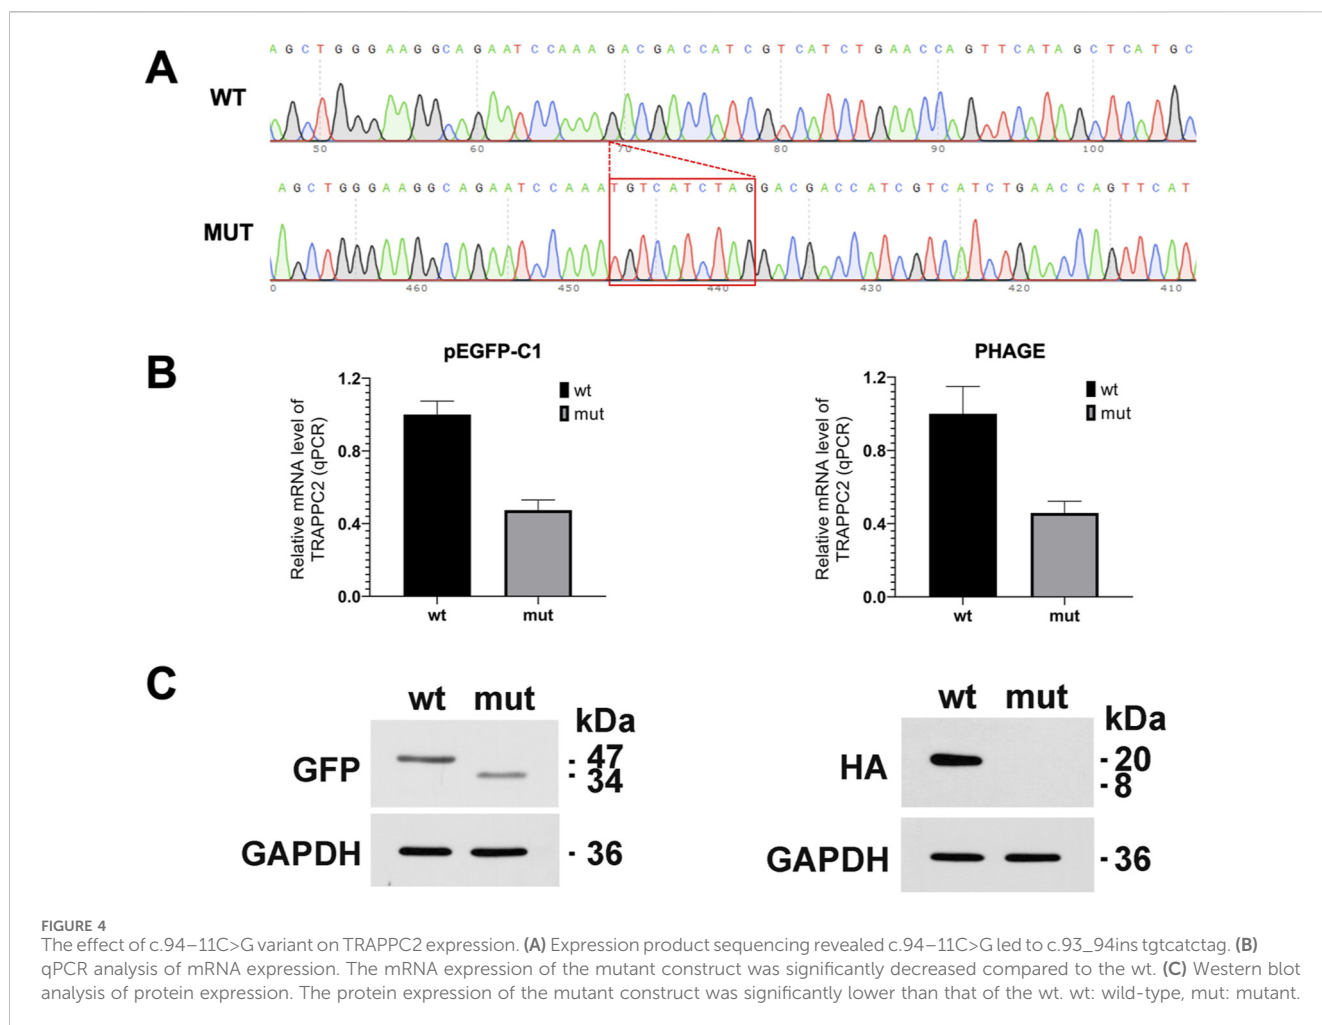 A
A G C T G G G A A G G C A G A A T C C A A A G A C G A C C A T C G T C A T C T G A A C C A G T T C A T A G C T C A T G C
WT
50 60 70 80 90 100
A G C T G G G A A G G C A G A A T C C A A A T G T C A T C T A G G A C G A C C A T C G T C A T C T G A A C C A G T T C A T
MUT
0 460 450 440 430 420 410
B
pEGFP-C1
Relative mRNA level of
TRAPPC2 (qPCR)
1.2
0.8
0.4
0.0
wt
mut
wt
mut
PHAGE
Relative mRNA level of
TRAPPC2 (qPCR)
1.2
0.8
0.4
0.0
wt
mut
wt
mut
C
wt mut
kDa
GFP
- 47
- 34
GAPDH
- 36
wt mut
kDa
HA
- 20
- 8
GAPDH
- 36
FIGURE 4
The effect of c.94–11C>G variant on TRAPPC2 expression. (A) Expression product sequencing revealed c.94–11C>G led to c.93_94ins tgtcatctag. (B)
qPCR analysis of mRNA expression. The mRNA expression of the mutant construct was significantly decreased compared to the wt. (C) Western blot
analysis of protein expression. The protein expression of the mutant construct was significantly lower than that of the wt. wt: wild-type, mut: mutant.